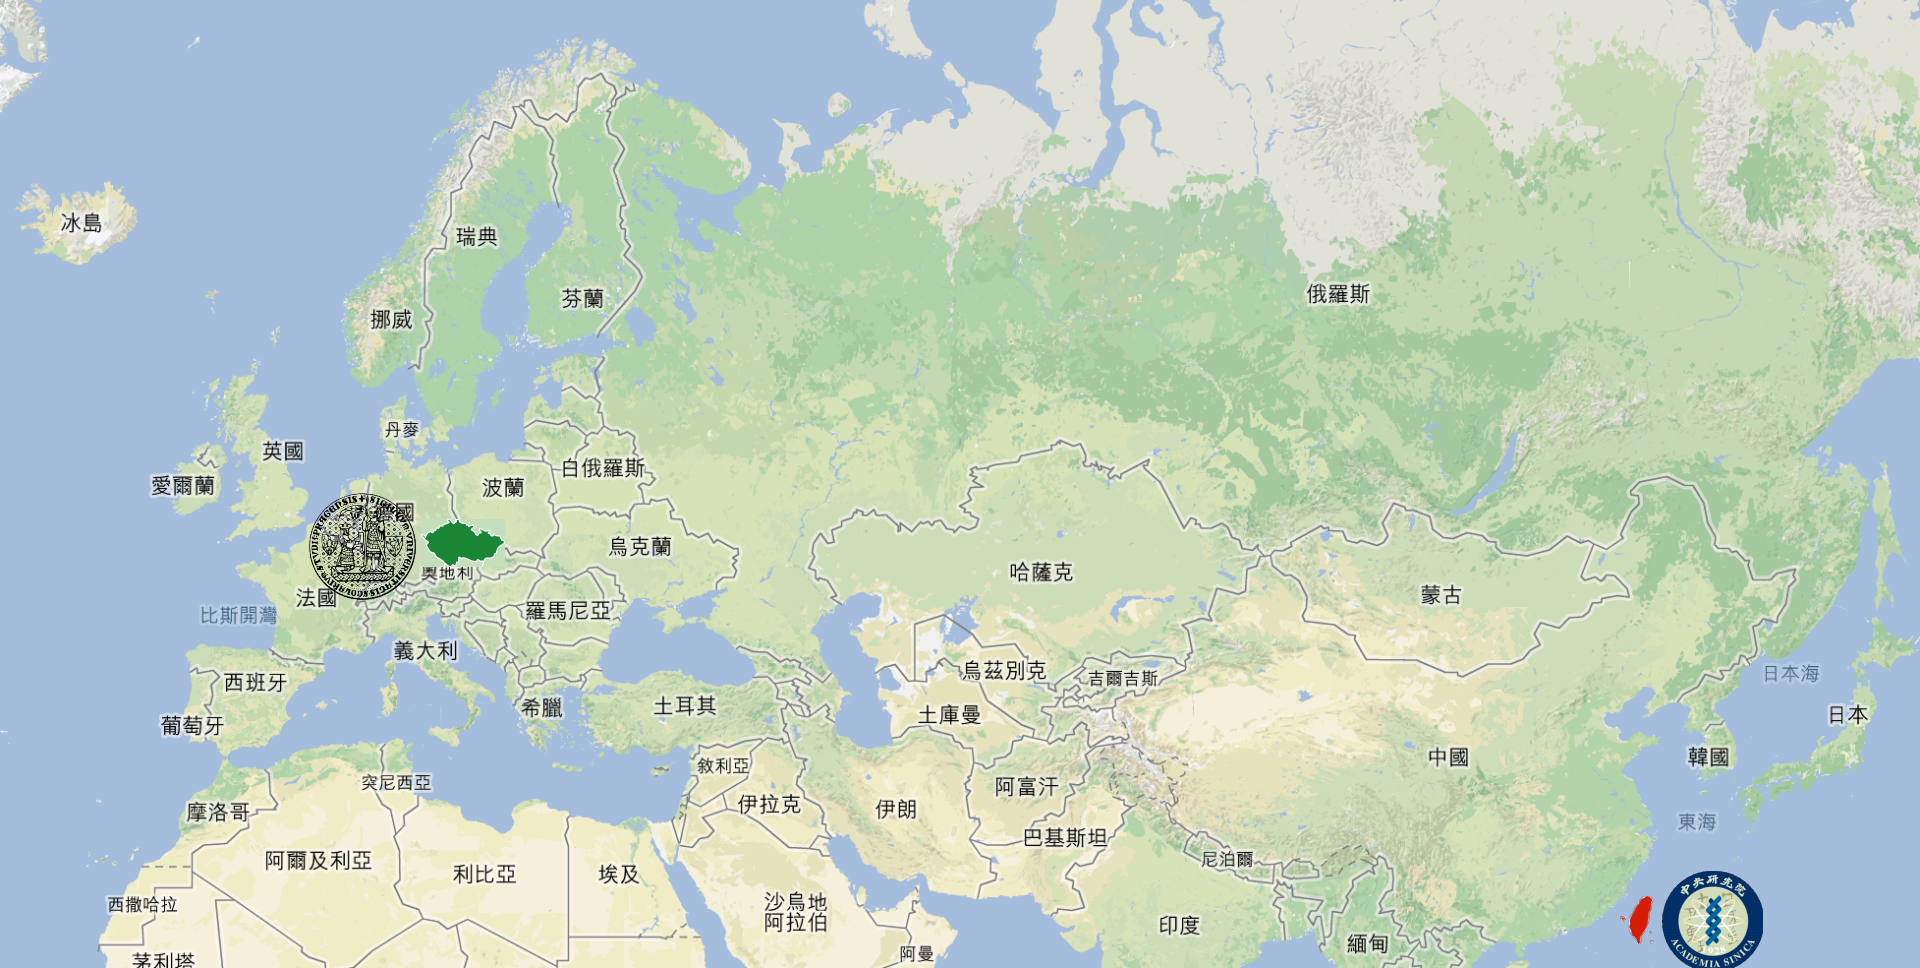 冰島
瑞典
芬蘭
挪威
俄羅斯
丹麥
英國
白俄羅斯
愛爾蘭
波蘭
國
烏克蘭
奧地利
哈薩克
蒙古
法國
羅馬尼亞
比斯開灣
義大利
烏茲別克
吉爾吉斯
日本海
西班牙
希臘
土耳其
土庫曼
日本
葡萄牙
中國
韓國
敘利亞
突尼西亞
阿富汗
伊拉克
伊朗
摩洛哥
東海
巴基斯坦
阿爾及利亞
利比亞
埃及
尼泊爾
西撒哈拉
沙烏地
阿拉伯
印度
緬甸
阿曼
茅利塔
中央研究院
1928
ACADEMIA SINICA